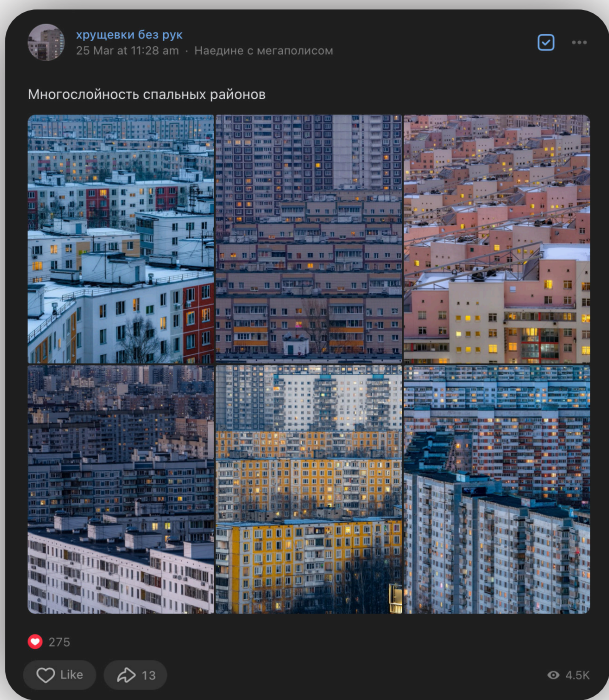 хрущевки без рук
25 Mar at 11:28 am · Наедине с мегаполисом
Многослойность спальных районов
275
Like
13
4.5K